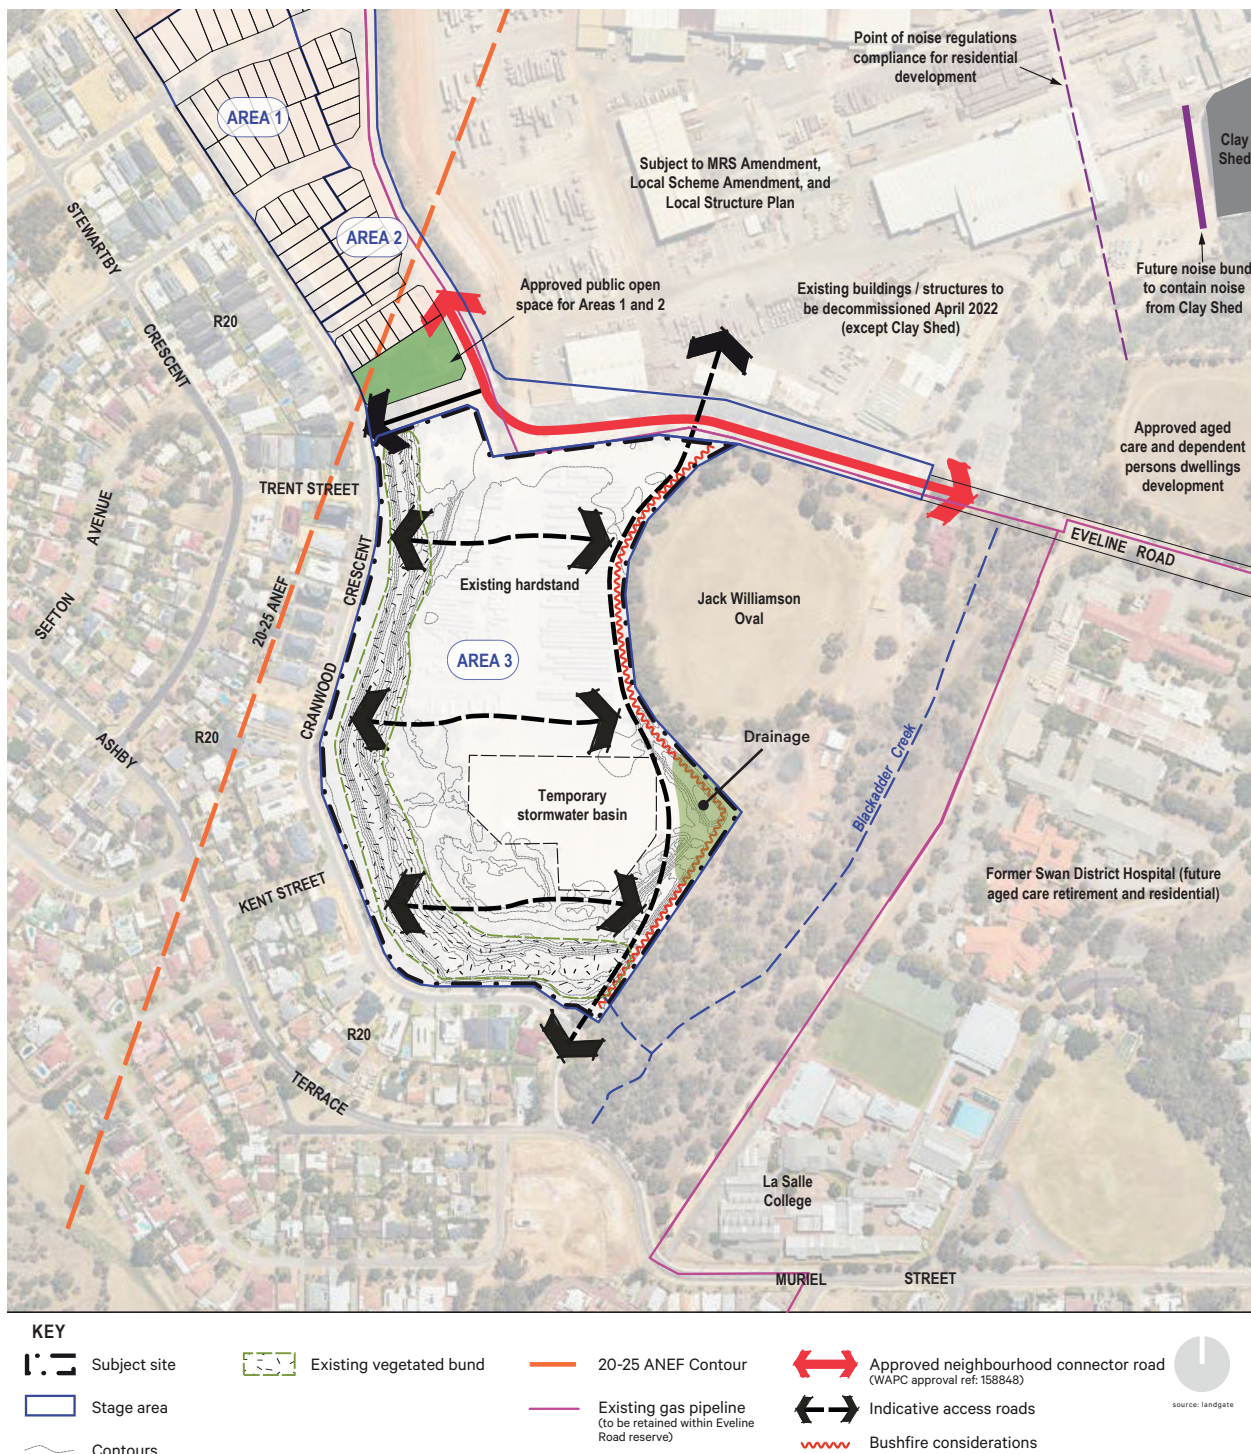 Point of noise regulations
compliance for residential
development
AREA 1
Clay
Shed
Subject to MRS Amendment,
Local Scheme Amendment, and
Local Structure Plan
STEWARTBY
CRESCENT
AREA 2
Approved public open
space for Areas 1 and 2
Existing buildings / structures to
be decommissioned April 2022
(except Clay Shed)
Future noise bund
to contain noise
from Clay Shed
R20
Approved aged
care and dependent
persons dwellings
development
TRENT STREET
AVENUE
SEFTON
20-25 ANEF
CRESCENT
CRANWOOD
EVELINE ROAD
Existing hardstand
Jack Williamson
Oval
AREA 3
ASHBY
R20
Drainage
Blackadder Creek
Temporary
stormwater basin
KENT STREET
Former Swan District Hospital (future
aged care retirement and residential)
R20
TERRACE
La Salle
College
MURIEL STREET
KEY
Subject site
Stage area
Contours
Existing vegetated bund
20-25 ANEF Contour
Existing gas pipeline
(to be retained within Eveline
Road reserve)
Approved neighbourhood connector road
(WAPC approval ref: 158848)
Indicative access roads
Bushfire considerations
source: landgate